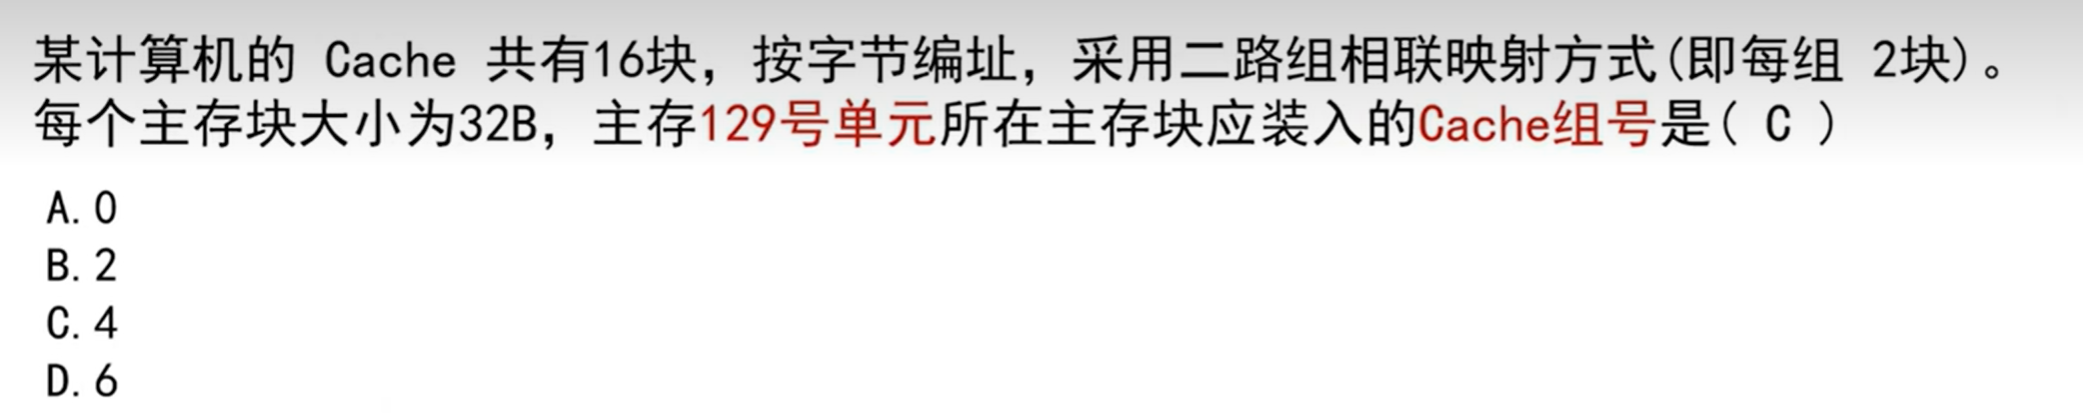 某计算机的 Cache 共有16块，按字节编址，采用二路组相联映射方式(即每组 2块)。
每个主存块大小为32B，主存129号单元所在主存块应装入的Cache组号是( C )
A. 0
B. 2
C. 4
D. 6